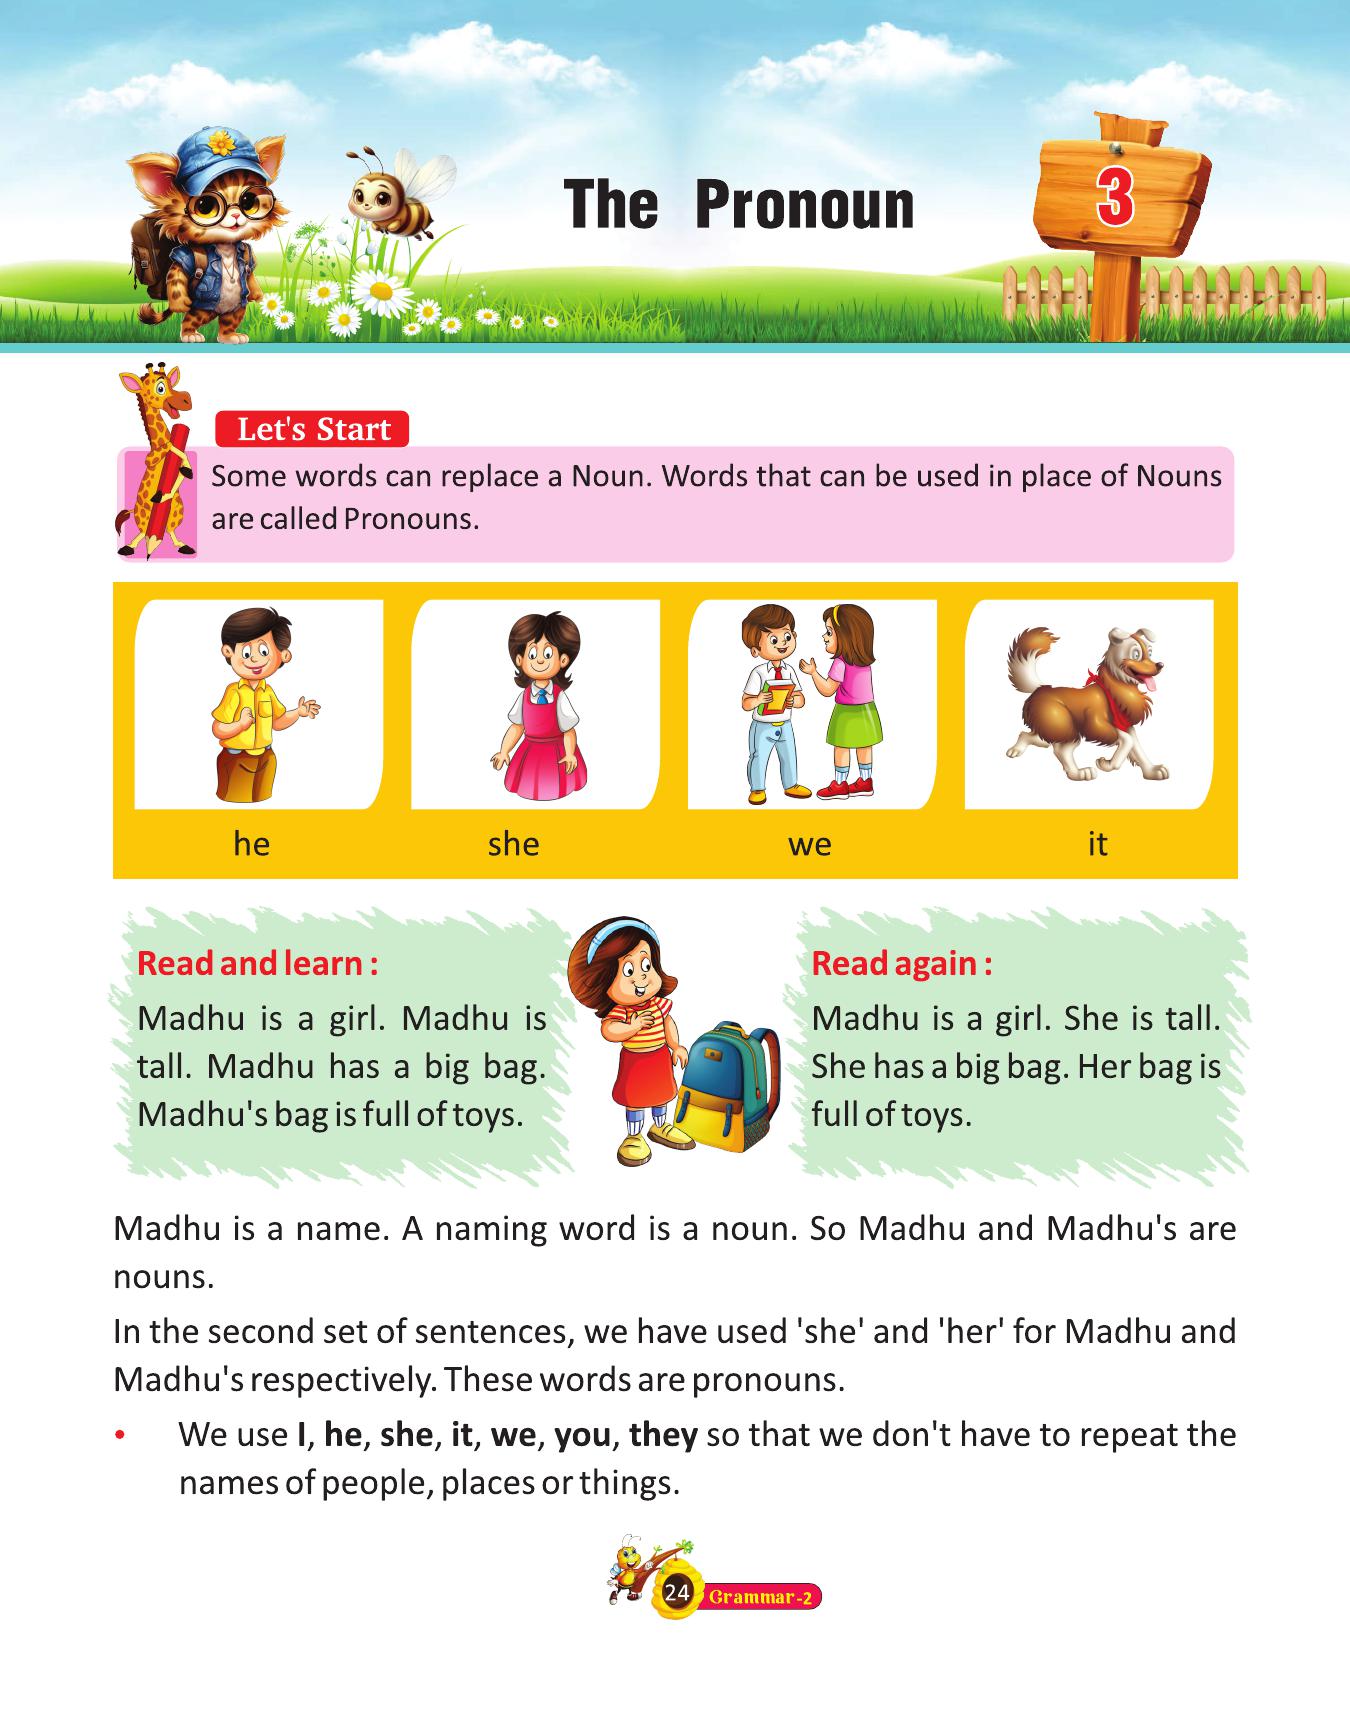 The Pronoun
3
Let's Start
Some words can replace a Noun. Words that can be used in place of Nouns
are called Pronouns.
he
she
we
it
Read and learn :
Madhu is a girl. Madhu is
tall. Madhu has a big bag.
Madhu's bag is full of toys.
Read again :
Madhu is a girl. She is tall.
She has a big bag. Her bag is
full of toys.
Madhu is a name. A naming word is a noun. So Madhu and Madhu's are
nouns.
In the second set of sentences, we have used 'she' and 'her' for Madhu and
Madhu's respectively. These words are pronouns.
• We use I, he, she, it, we, you, they so that we don't have to repeat the
names of people, places or things.
24
Grammar-2